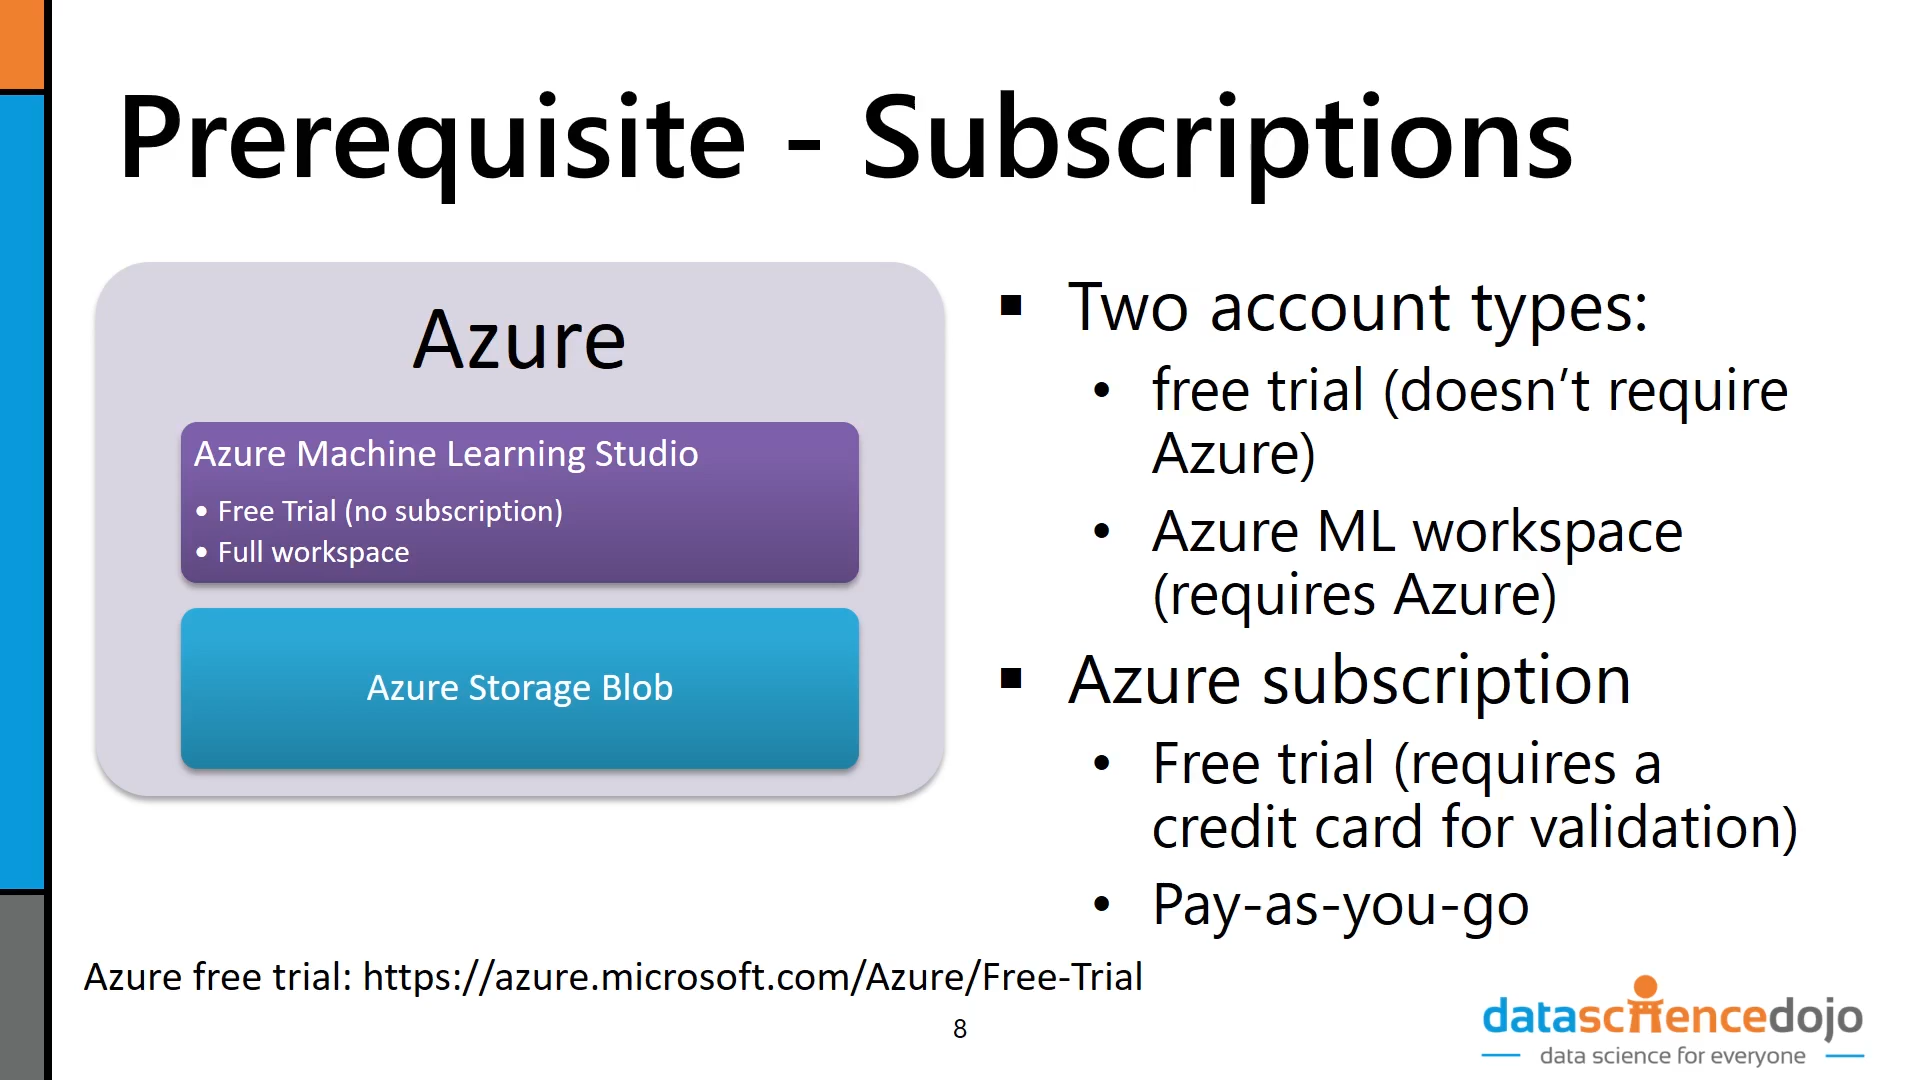 Prerequisite - Subscriptions
Azure
Azure Machine Learning Studio
• Free Trial (no subscription)
• Full workspace
Azure Storage Blob
▪ Two account types:
• free trial (doesn’t require
Azure)
• Azure ML workspace
(requires Azure)
▪ Azure subscription
• Free trial (requires a
credit card for validation)
• Pay-as-you-go
Azure free trial: https://azure.microsoft.com/Azure/Free-Trial
8
datasciencedojo
data science for everyone